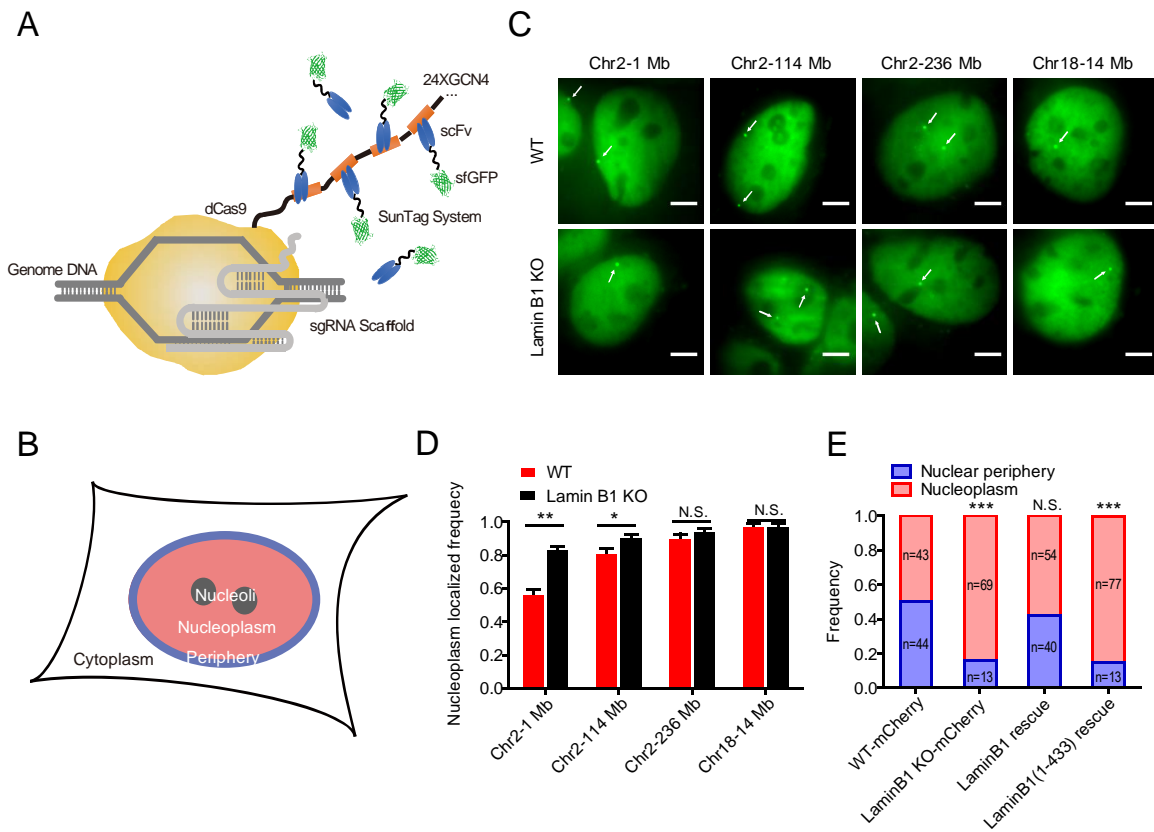 A
24XGCN4
...
scFv
sfGFP
dCas9
SunTag System
Genome DNA
sgRNA Scaffold
B
Nucleoli
Nucleoplasm
Cytoplasm
Periphery
C
Chr2-1 Mb
Chr2-114 Mb
Chr2-236 Mb
Chr18-14 Mb
WT
Lamin B1 KO
D
WT
Lamin B1 KO
Nucleoplasm localized frequecy
1.0
0.8
0.6
0.4
0.2
0.0
**
*
N.S.
N.S.
Chr2-1 Mb
Chr2-114 Mb
Chr2-236 Mb
Chr18-14 Mb
E
Nuclear periphery
Nucleoplasm
Frequency
1.0
0.8
0.6
0.4
0.2
0.0
***
N.S.
***
n=43
n=69
n=54
n=77
n=44
n=13
n=40
n=13
WT-mCherry
LaminB1 KO-mCherry
LaminB1 rescue
LaminB1(1-433) rescue